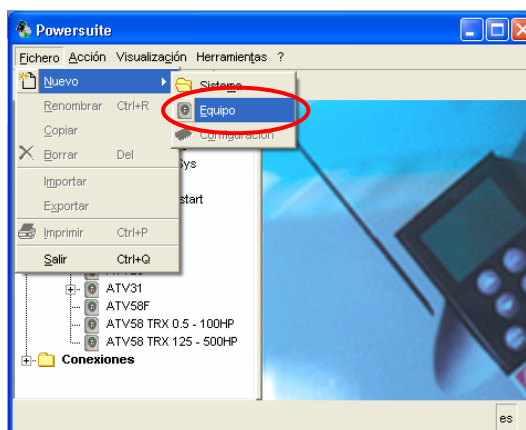 Powersuite
Fichero Acción Visualización Herramientas ?
Nuevo
Sistema
Renombrar Ctrl+R
Equipo
Copiar
Configuración
Borrar Del
Sys
Importar
start
Exportar
Imprimir Ctrl+P
Salir Ctrl+Q
ATV31
ATV58F
ATV58 TRX 0.5 - 100HP
ATV58 TRX 125 - 500HP
Conexiones
es